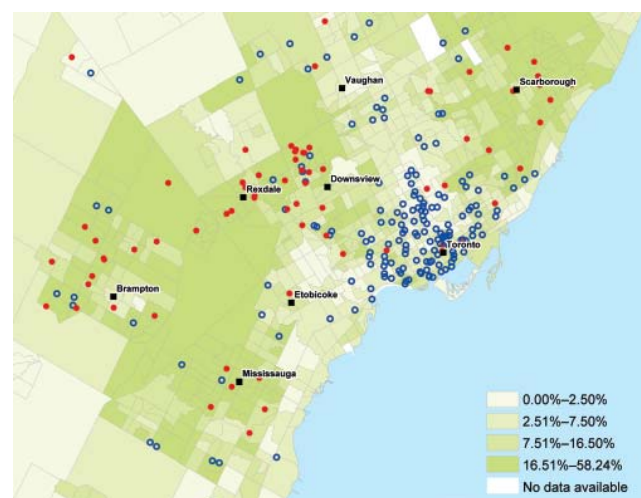 Vaughan
Scarborough
Downsview
Rexdale
Toronto
Brampton
Etobicoke
Mississauga
0.00%–2.50%
2.51%–7.50%
7.51%–16.50%
16.51%–58.24%
No data available